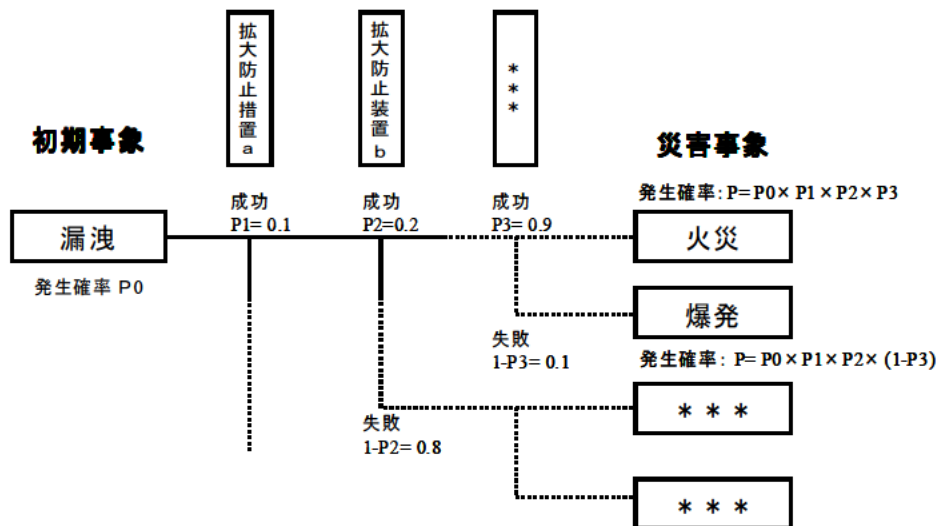 拡大防止措置a
拡大防止装置b
＊＊＊
初期事象
災害事象
成功
P1= 0.1
成功
P2=0.2
成功
P3= 0.9
発生確率: P= P0× P1× P2× P3
漏洩
火災
発生確率 P0
爆発
失敗
1-P3= 0.1
発生確率: P= P0× P1× P2× (1-P3)
＊＊＊
失敗
1-P2= 0.8
＊＊＊